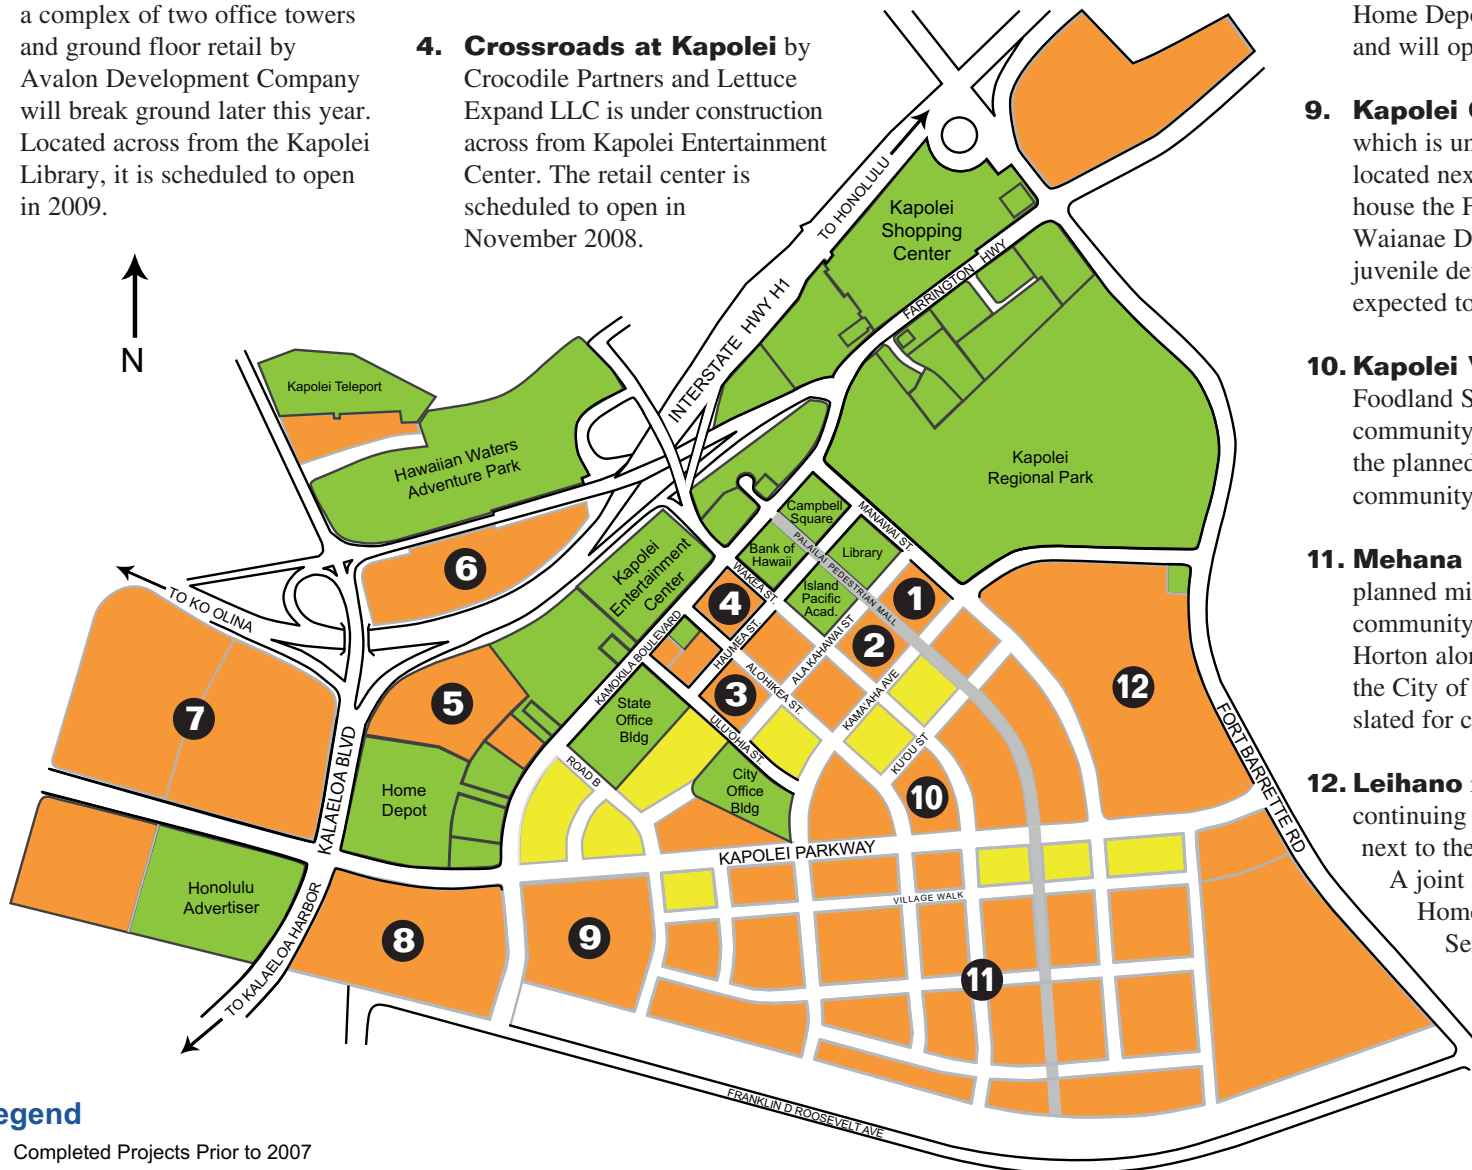 a complex of two office towers
and ground floor retail by
Avalon Development Company
will break ground later this year.
Located across from the Kapolei
Library, it is scheduled to open
in 2009.
4. Crossroads at Kapolei by
Crocodile Partners and Lettuce
Expand LLC is under construction
across from Kapolei Entertainment
Center. The retail center is
scheduled to open in
November 2008.
Home Dep
and will op
9. Kapolei
which is un
located nex
house the F
Waianae D
juvenile de
expected to
10. Kapolei V
Foodland S
community
the planned
community
11. Mehana
planned mi
community
Horton alon
the City of
slated for c
12. Leihano
continuing
next to the
A joint
Home
Se
N
TO HONOLULU
INTERSTATE HWY H1
Kapolei
Shopping
Center
FARRINGTON HWY
Kapolei Teleport
Hawaiian Waters
Adventure Park
Kapolei
Regional Park
Campbell
Square
MANAWAI ST.
Bank of
Hawaii
PALAILAI PEDESTRIAN MALL
Library
Island
Pacific
Acad.
Kapolei
Entertainment
Center
WAKEA ST.
6
4
1
2
TO KO OLINA
KAMOKILA BOULEVARD
HAUMEA ST.
ALOHIKEA ST.
ALA KAHAWAI ST
KAMA'AHA AVE
7
5
3
12
State
Office
Bldg
ULU'OHIA ST.
KU'OU ST
FORT BARRETTE RD
KALAELOA BLVD
Home
Depot
ROAD B
City
Office
Bldg
10
KAPOLEI PARKWAY
Honolulu
Advertiser
VILLAGE WALK
8
9
11
TO KALAELOA HARBOR
FRANKLIN D ROOSEVELT AVE
egend
Completed Projects Prior to 2007